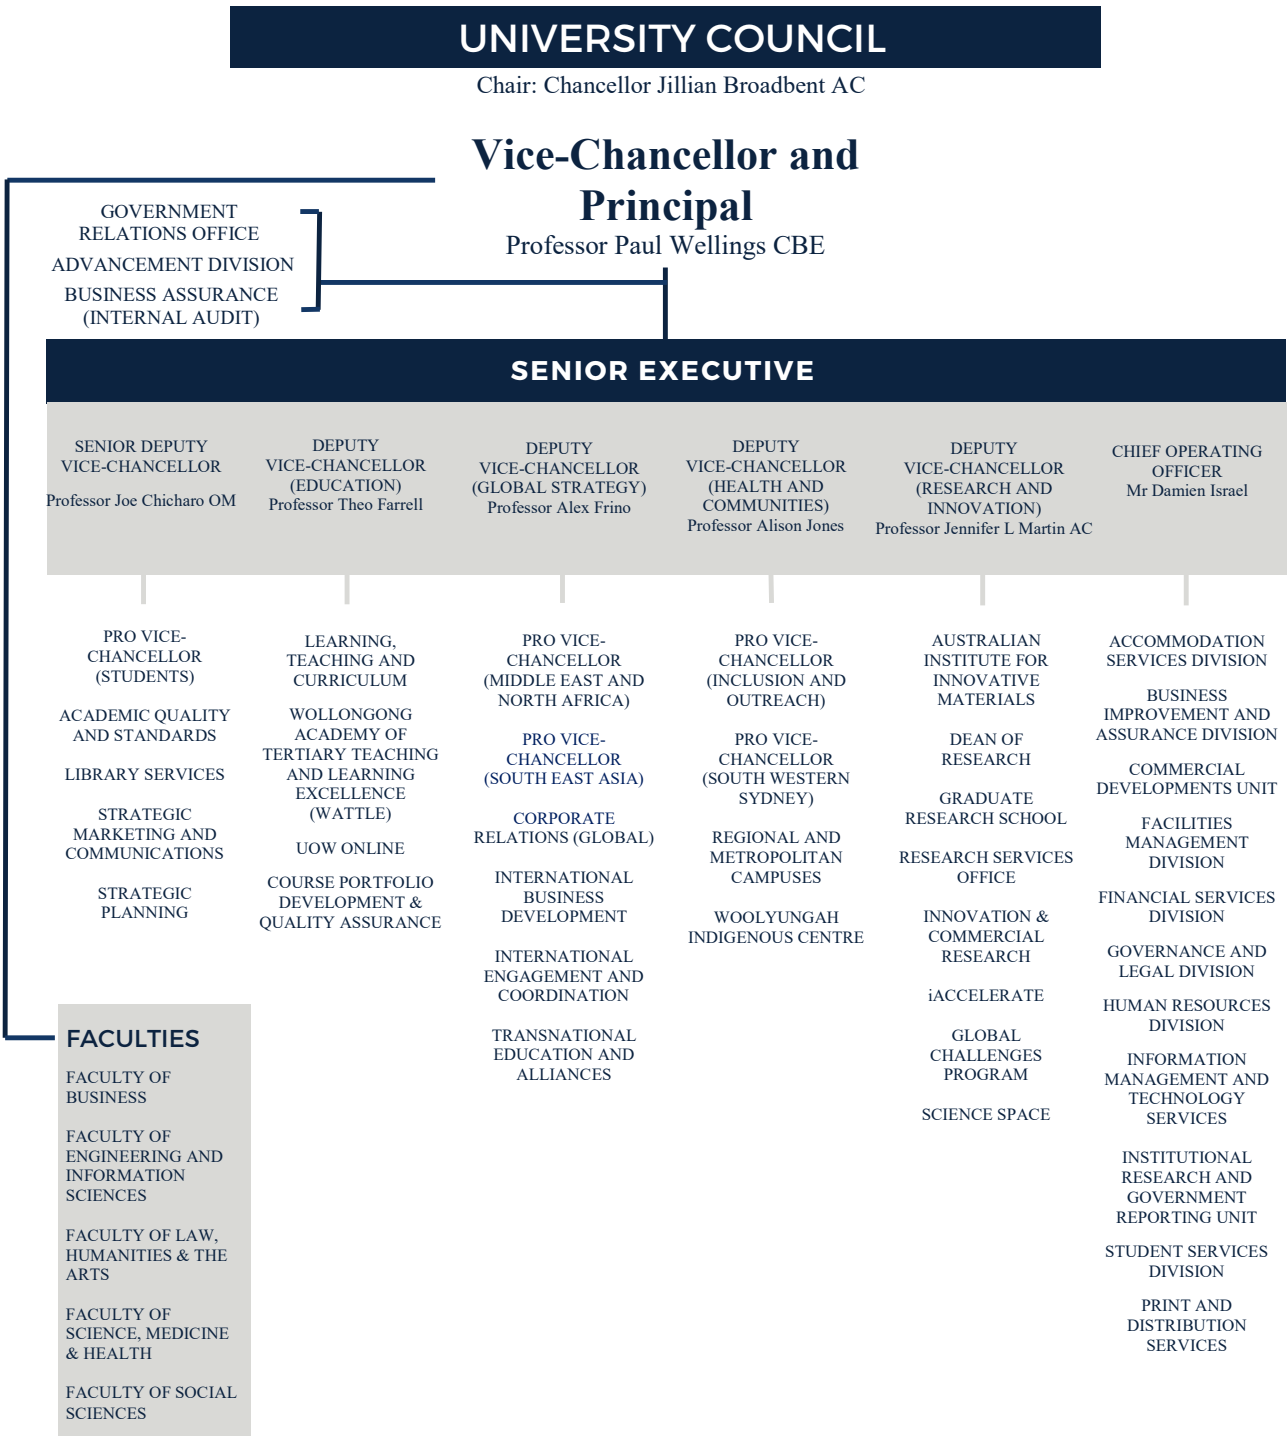 UNIVERSITY COUNCIL
Chair: Chancellor Jillian Broadbent AC
Vice-Chancellor and
Principal
Professor Paul Wellings CBE
GOVERNMENT
RELATIONS OFFICE
ADVANCEMENT DIVISION
BUSINESS ASSURANCE
(INTERNAL AUDIT)
SENIOR EXECUTIVE
SENIOR DEPUTY
VICE-CHANCELLOR
Professor Joe Chicharo OM
DEPUTY
VICE-CHANCELLOR
(EDUCATION)
Professor Theo Farrell
DEPUTY
VICE-CHANCELLOR
(GLOBAL STRATEGY)
Professor Alex Frino
DEPUTY
VICE-CHANCELLOR
(HEALTH AND
COMMUNITIES)
Professor Alison Jones
DEPUTY
VICE-CHANCELLOR
(RESEARCH AND
INNOVATION)
Professor Jennifer L Martin AC
CHIEF OPERATING
OFFICER
Mr Damien Israel
PRO VICE-
CHANCELLOR
(STUDENTS)
ACADEMIC QUALITY
AND STANDARDS
LIBRARY SERVICES
STRATEGIC
MARKETING AND
COMMUNICATIONS
STRATEGIC
PLANNING
LEARNING,
TEACHING AND
CURRICULUM
WOLLONGONG
ACADEMY OF
TERTIARY TEACHING
AND LEARNING
EXCELLENCE
(WATTLE)
UOW ONLINE
COURSE PORTFOLIO
DEVELOPMENT &
QUALITY ASSURANCE
PRO VICE-
CHANCELLOR
(MIDDLE EAST AND
NORTH AFRICA)
PRO VICE-
CHANCELLOR
(SOUTH EAST ASIA)
CORPORATE
RELATIONS (GLOBAL)
INTERNATIONAL
BUSINESS
DEVELOPMENT
INTERNATIONAL
ENGAGEMENT AND
COORDINATION
TRANSNATIONAL
EDUCATION AND
ALLIANCES
PRO VICE-
CHANCELLOR
(INCLUSION AND
OUTREACH)
PRO VICE-
CHANCELLOR
(SOUTH WESTERN
SYDNEY)
REGIONAL AND
METROPOLITAN
CAMPUSES
WOOLYUNGAH
INDIGENOUS CENTRE
AUSTRALIAN
INSTITUTE FOR
INNOVATIVE
MATERIALS
DEAN OF
RESEARCH
GRADUATE
RESEARCH SCHOOL
RESEARCH SERVICES
OFFICE
INNOVATION &
COMMERCIAL
RESEARCH
iACCELERATE
GLOBAL
CHALLENGES
PROGRAM
SCIENCE SPACE
ACCOMMODATION
SERVICES DIVISION
BUSINESS
IMPROVEMENT AND
ASSURANCE DIVISION
COMMERCIAL
DEVELOPMENTS UNIT
FACILITIES
MANAGEMENT
DIVISION
FINANCIAL SERVICES
DIVISION
GOVERNANCE AND
LEGAL DIVISION
HUMAN RESOURCES
DIVISION
INFORMATION
MANAGEMENT AND
TECHNOLOGY
SERVICES
INSTITUTIONAL
RESEARCH AND
GOVERNMENT
REPORTING UNIT
STUDENT SERVICES
DIVISION
PRINT AND
DISTRIBUTION
SERVICES
FACULTIES
FACULTY OF
BUSINESS
FACULTY OF
ENGINEERING AND
INFORMATION
SCIENCES
FACULTY OF LAW,
HUMANITIES & THE
ARTS
FACULTY OF
SCIENCE, MEDICINE
& HEALTH
FACULTY OF SOCIAL
SCIENCES